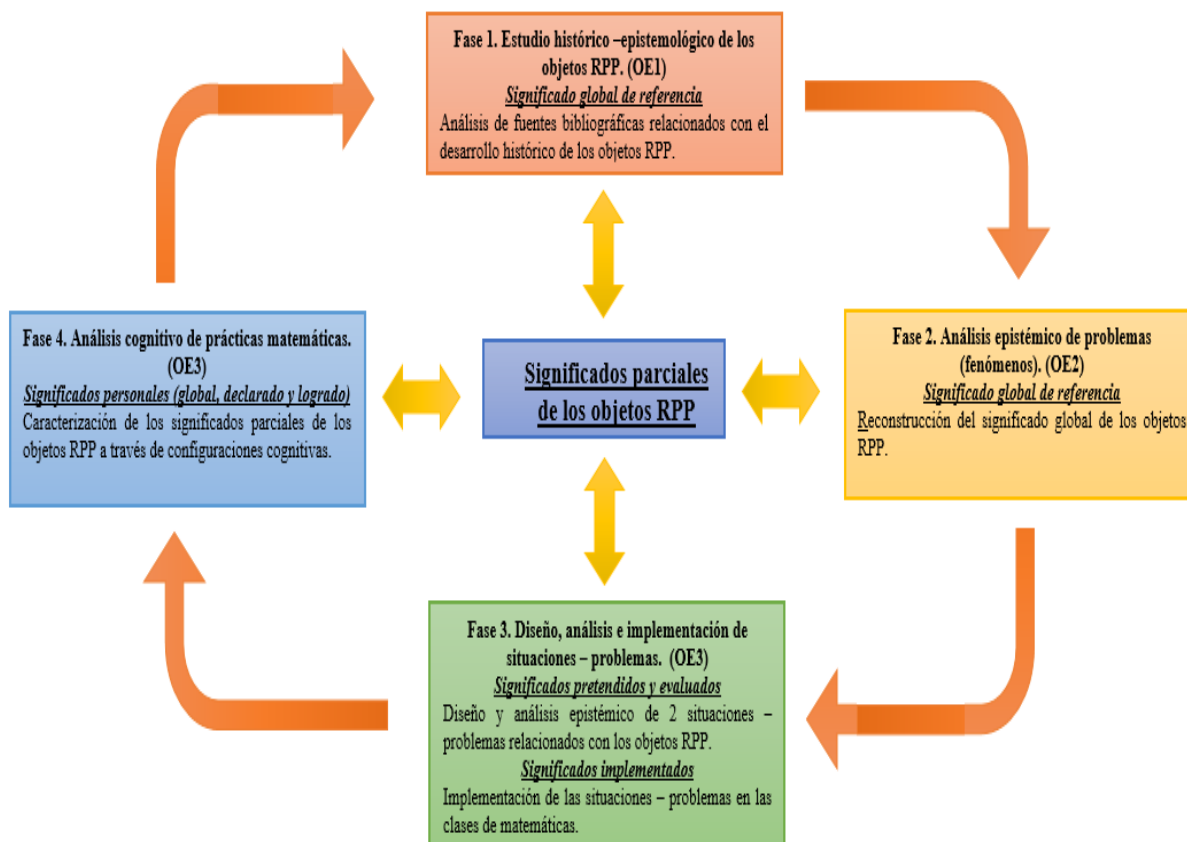 Fase 1. Estudio histórico –epistemológico de los
objetos RPP. (OE1)
Significado global de referencia
Análisis de fuentes bibliográficas relacionados con el
desarrollo histórico de los objetos RPP.
Fase 4. Análisis cognitivo de prácticas matemáticas.
(OE3)
Significados personales (global, declarado y logrado)
Caracterización de los significados parciales de los
objetos RPP a través de configuraciones cognitivas.
Significados parciales
de los objetos RPP
Fase 2. Análisis epistémico de problemas
(fenómenos). (OE2)
Significado global de referencia
Reconstrucción del significado global de los objetos
RPP.
Fase 3. Diseño, análisis e implementación de
situaciones – problemas. (OE3)
Significados pretendidos y evaluados
Diseño y análisis epistémico de 2 situaciones –
problemas relacionados con los objetos RPP.
Significados implementados
Implementación de las situaciones – problemas en las
clases de matemáticas.